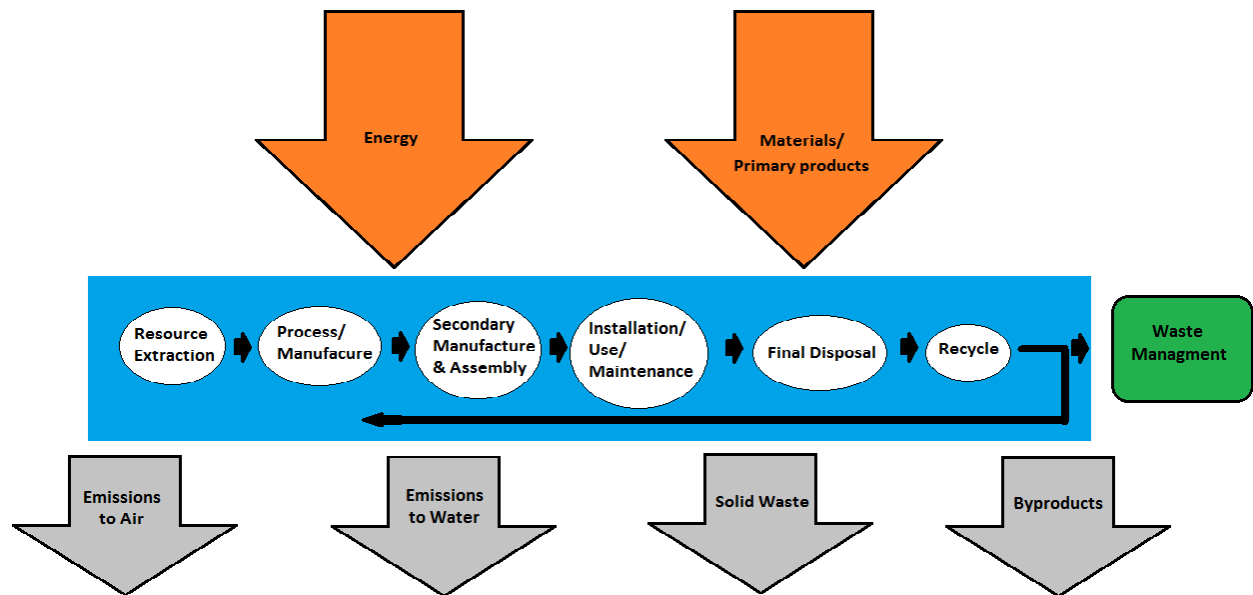 Energy
Materials/
Primary products
Resource
Extraction
Process/
Manufacure
Secondary
Manufacture
& Assembly
Installation/
Use/
Maintenance
Final Disposal
Recycle
Waste
Managment
Emissions
to Air
Emissions
to Water
Solid Waste
Byproducts